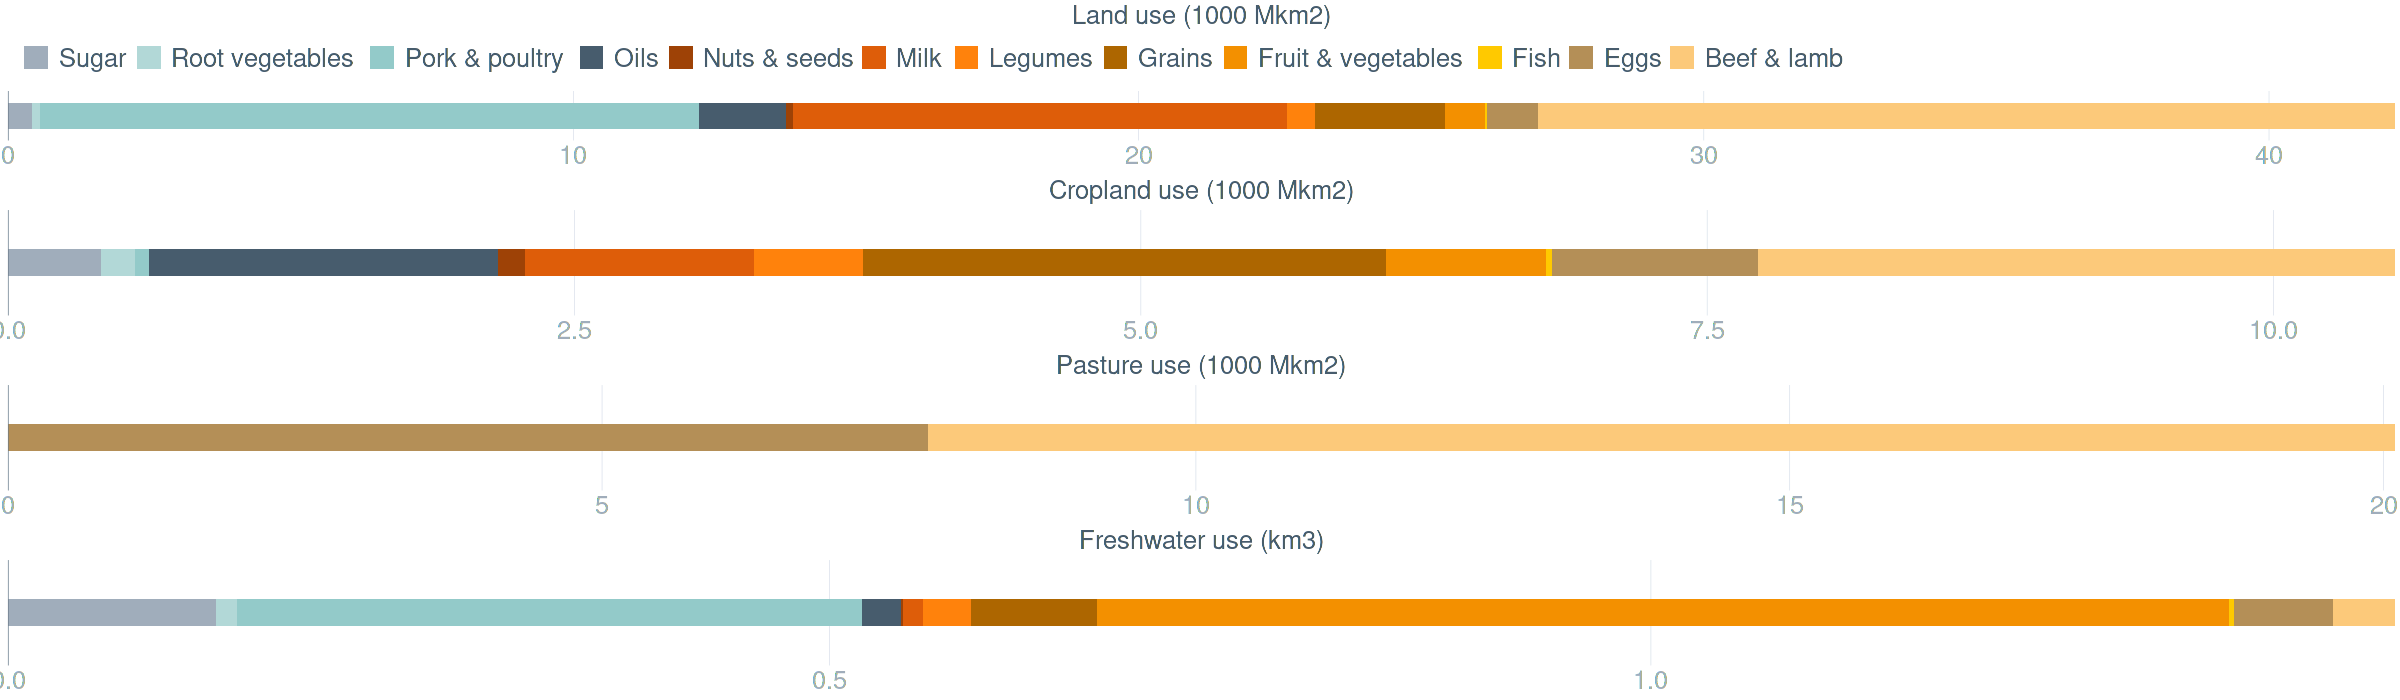 Land use (1000 Mkm2)
Sugar Root vegetables Pork & poultry Oils Nuts & seeds Milk Legumes Grains Fruit & vegetables Fish Eggs Beef & lamb
0 10 20 30 40
Cropland use (1000 Mkm2)
0.0 2.5 5.0 7.5 10.0
Pasture use (1000 Mkm2)
0 5 10 15 20
Freshwater use (km3)
0.0 0.5 1.0